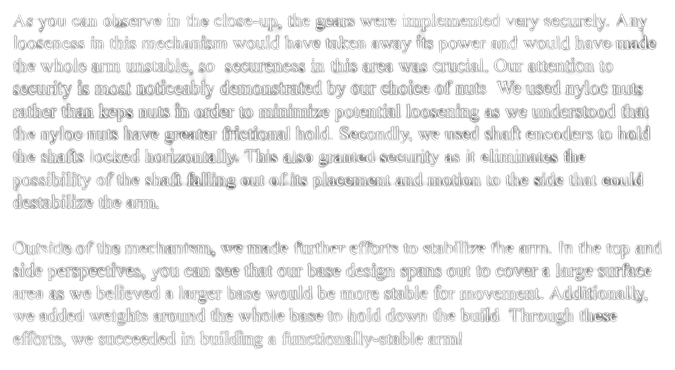 As you can observe in the close-up, the gears were implemented very securely. Any
looseness in this mechanism would have taken away its power and would have made
the whole arm unstable, so secureness in this area was crucial. Our attention to
security is most noticeably demonstrated by our choice of nuts. We used nyloc nuts
rather than keps nuts in order to minimize potential loosening as we understood that
the nyloc nuts have greater frictional hold. Secondly, we used shaft encoders to hold
the shafts locked horizontally. This also granted security as it eliminates the
possibility of the shaft falling out of its placement and motion to the side that could
destabilize the arm.
Outside of the mechanism, we made further efforts to stabilize the arm. In the top and
side perspectives, you can see that our base design spans out to cover a large surface
area as we believed a larger base would be more stable for movement. Additionally,
we added weights around the whole base to hold down the build. Through these
efforts, we succeeded in building a functionally-stable arm!